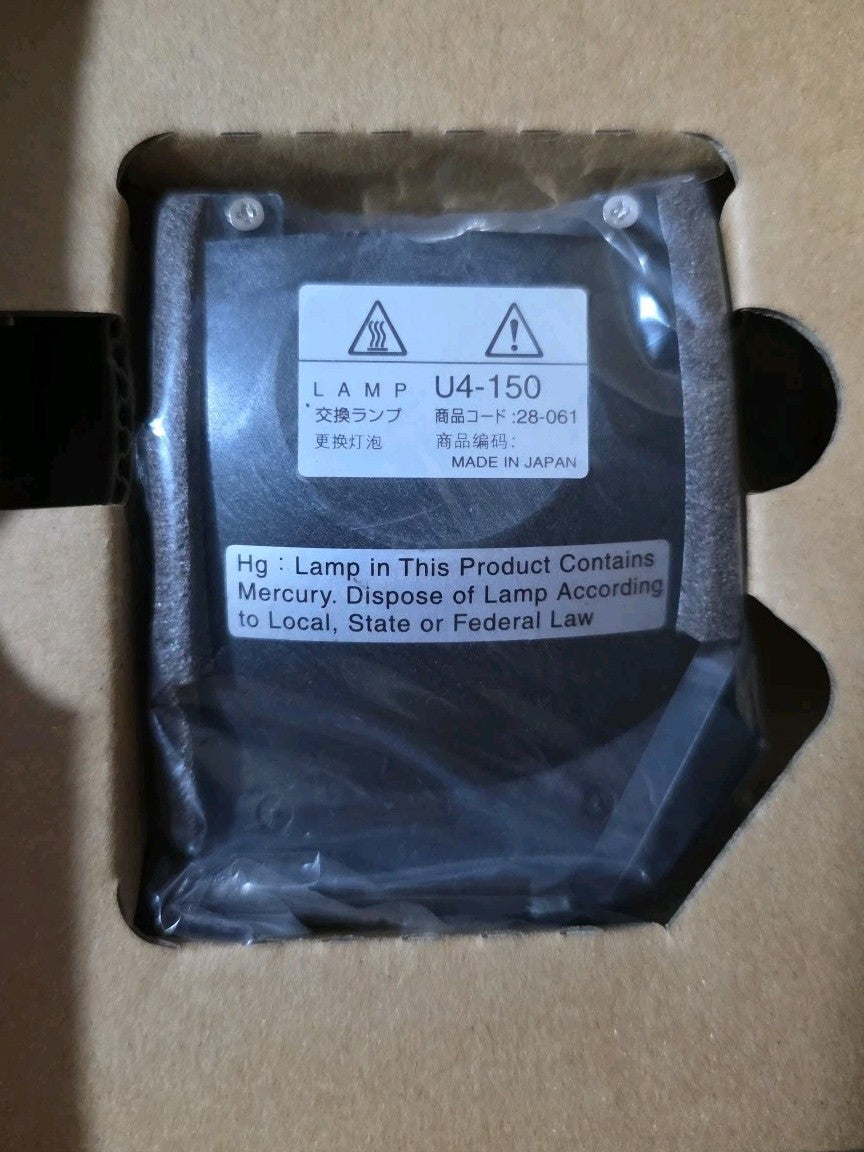 LAMP U4-150
交換ランプ 商品コード:28-061
更换灯泡 商品编码:
MADE IN JAPAN
Hg : Lamp in This Product Contains
Mercury. Dispose of Lamp According
to Local, State or Federal Law